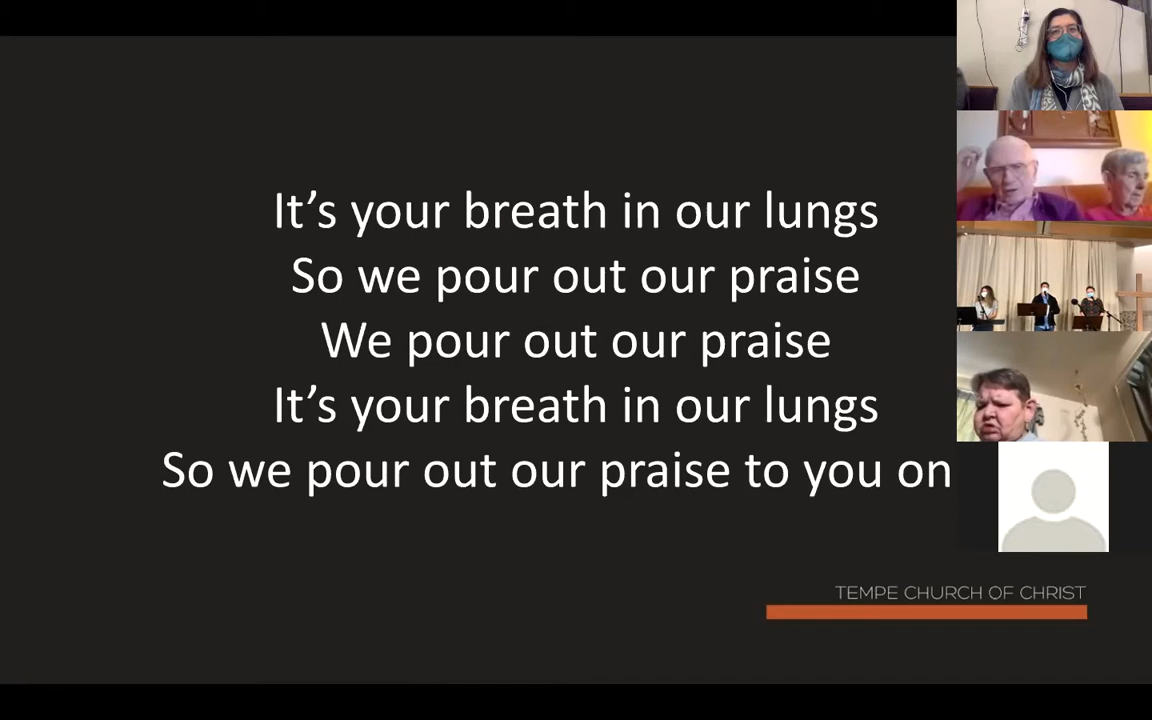 It’s your breath in our lungs
So we pour out our praise
We pour out our praise
It’s your breath in our lungs
So we pour out our praise to you on
TEMPE CHURCH OF CHRIST